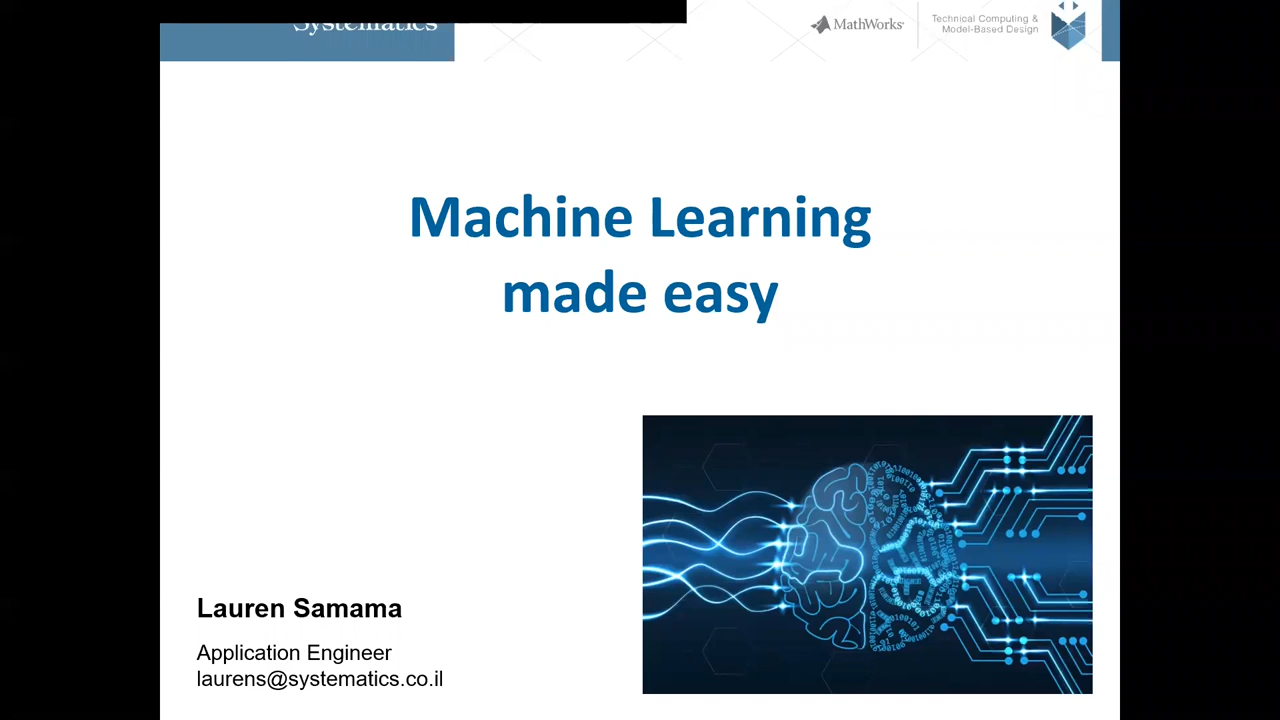 Systematics
MathWorks
Technical Computing &
Model-Based Design
Machine Learning
made easy
Lauren Samama
Application Engineer
laurens@systematics.co.il